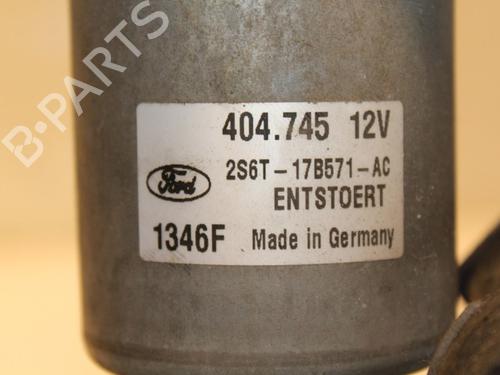 B-PARTS
404.745 12V
Ford
2S6T-17B571-AC
ENTSTOERT
1346F Made in Germany